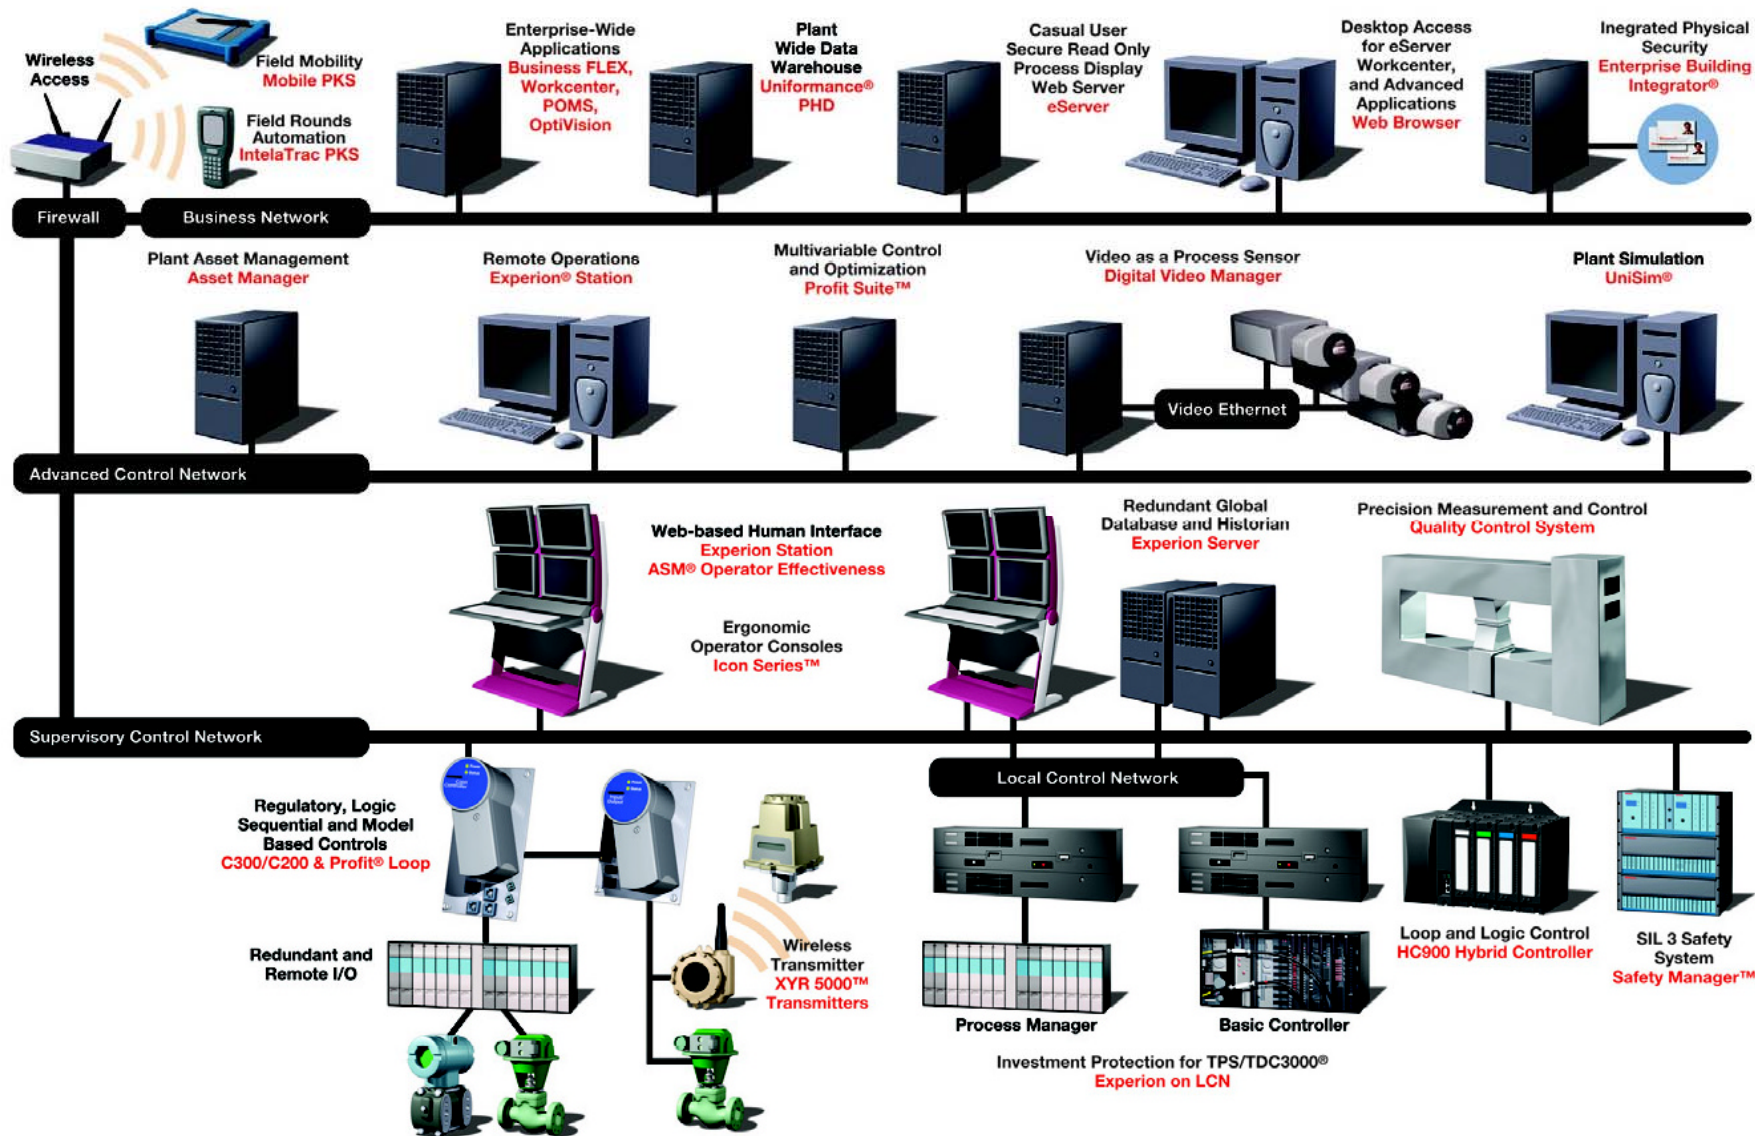 Wireless
Access
Field Mobility
Mobile PKS
Field Rounds
Automation
IntelaTrac PKS
Enterprise-Wide
Applications
Business FLEX,
Workcenter,
POMS,
OptiVision
Plant
Wide Data
Warehouse
Uniformance®
PHD
Casual User
Secure Read Only
Process Display
Web Server
eServer
Desktop Access
for eServer
Workcenter,
and Advanced
Applications
Web Browser
Inegrated Physical
Security
Enterprise Building
Integrator®
Firewall
Business Network
Plant Asset Management
Asset Manager
Remote Operations
Experion® Station
Multivariable Control
and Optimization
Profit Suite™
Video as a Process Sensor
Digital Video Manager
Plant Simulation
UniSim®
Video Ethernet
Advanced Control Network
Web-based Human Interface
Experion Station
ASM® Operator Effectiveness
Ergonomic
Operator Consoles
Icon Series™
Redundant Global
Database and Historian
Experion Server
Precision Measurement and Control
Quality Control System
Supervisory Control Network
Local Control Network
Regulatory, Logic
Sequential and Model
Based Controls
C300/C200 & Profit® Loop
Redundant and
Remote I/O
Wireless
Transmitter
XYR 5000™
Transmitters
Process Manager
Basic Controller
Investment Protection for TPS/TDC3000®
Experion on LCN
Loop and Logic Control
HC900 Hybrid Controller
SIL 3 Safety
System
Safety Manager™